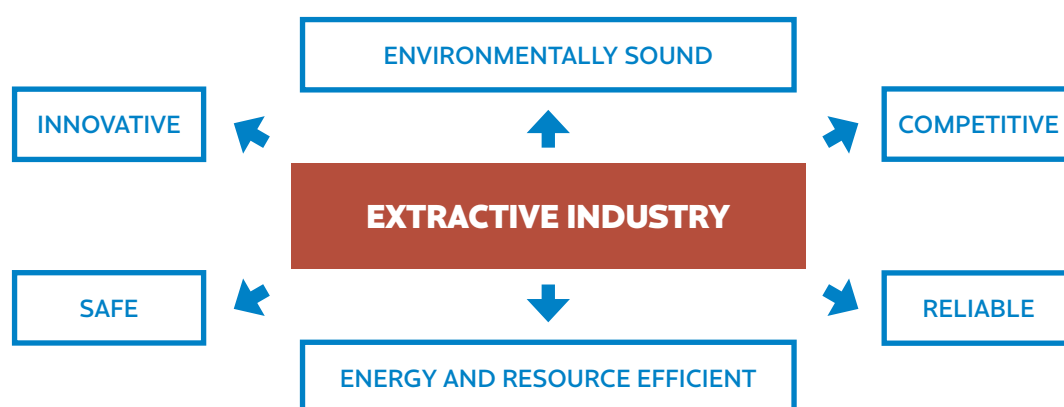 ENVIRONMENTALLY SOUND
INNOVATIVE
COMPETITIVE
EXTRACTIVE INDUSTRY
SAFE
RELIABLE
ENERGY AND RESOURCE EFFICIENT